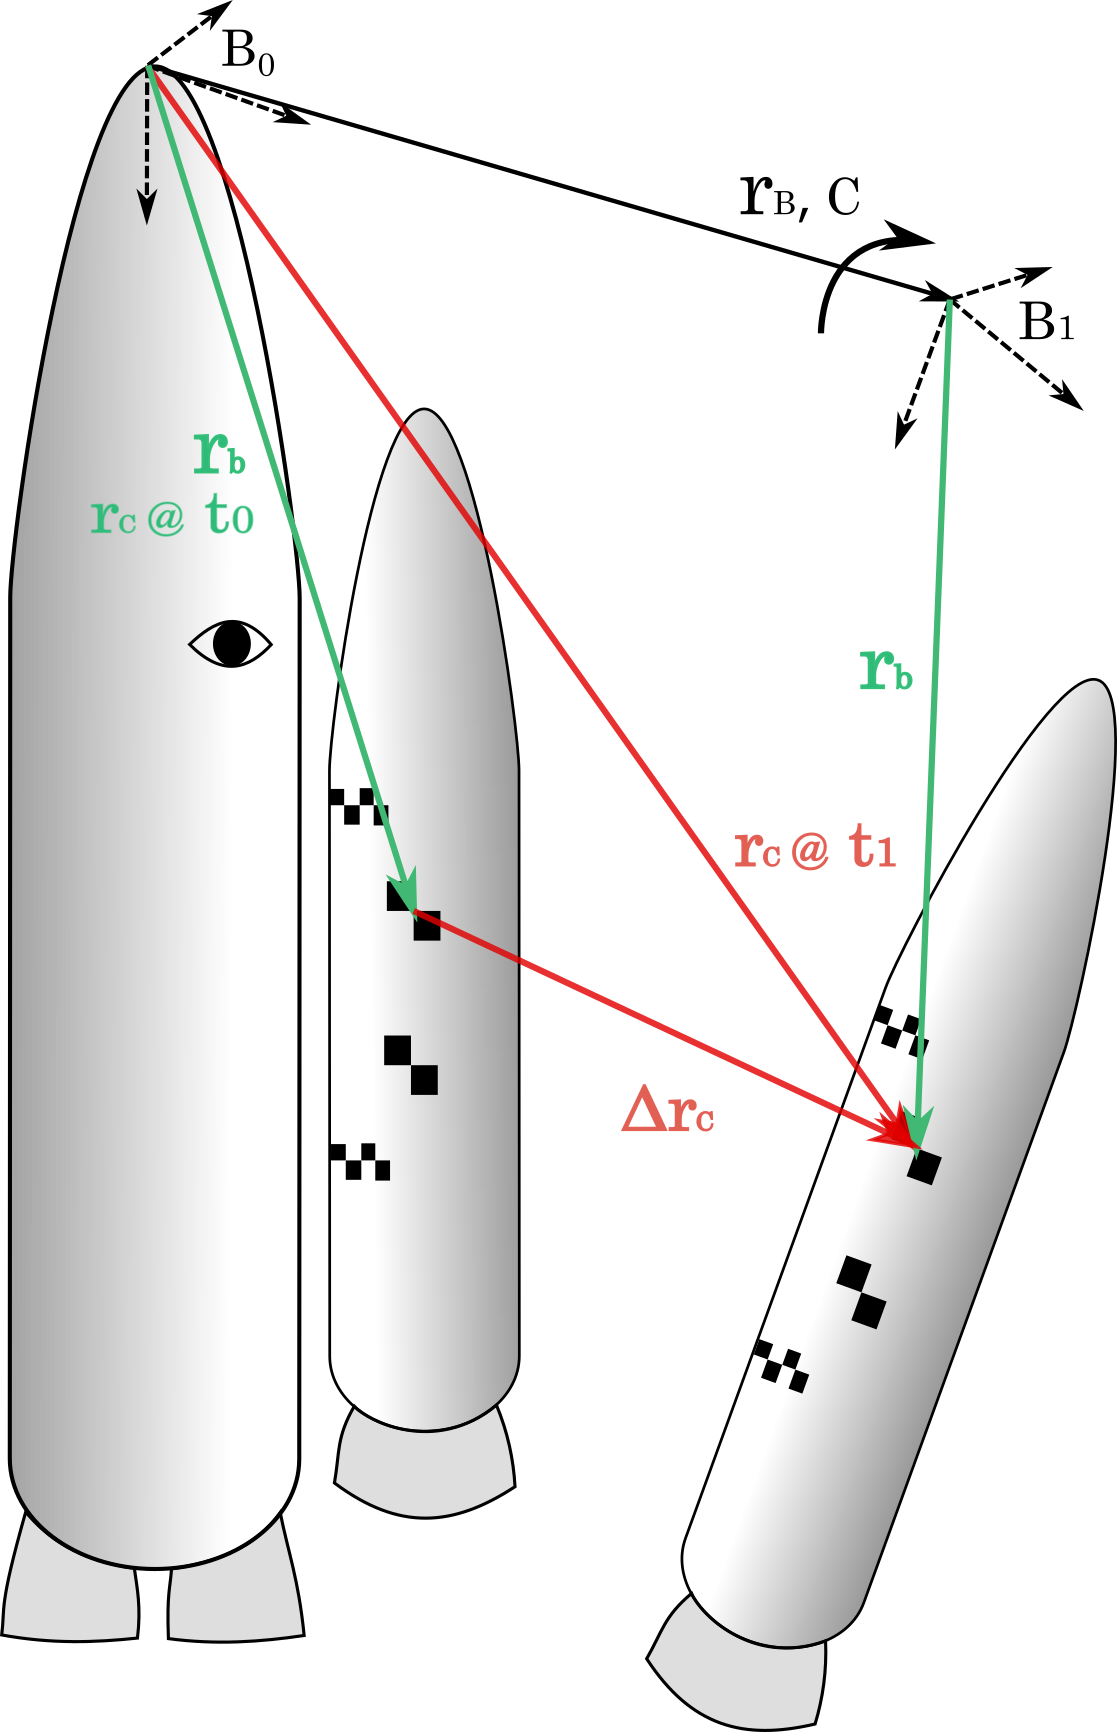 B0
rB, C
B1
rb
rc @ t0
rb
rc @ t1
Δrc